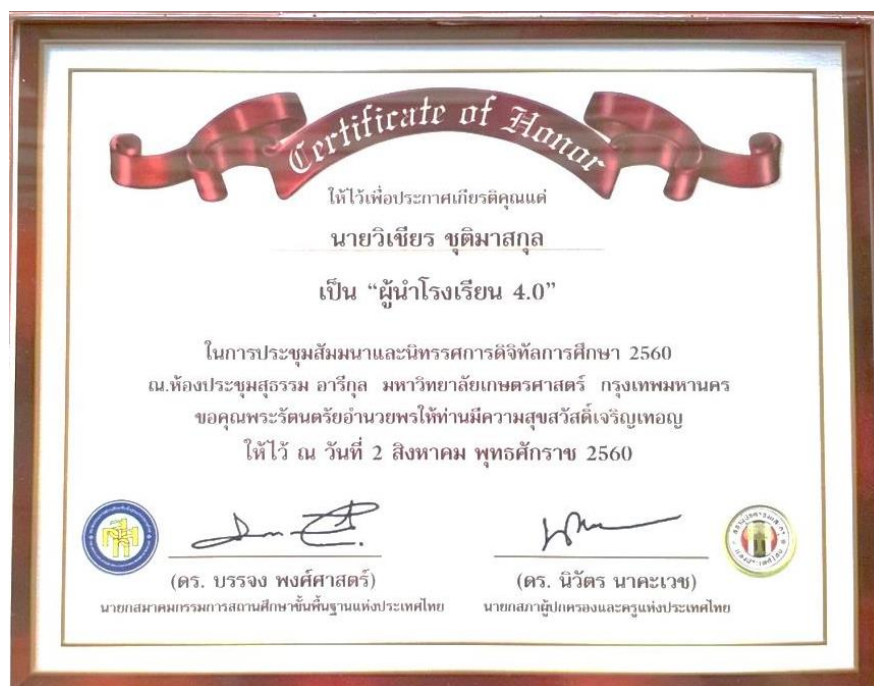 Certificate of Honor
ให้ไว้เพื่อประกาศเกียรติคุณแด่
นายวิเชียร ชุติมาสกุล
เป็น “ผู้นำโรงเรียน 4.0”
ในการประชุมสัมมนาและนิทรรศการดิจิทัลการศึกษา 2560
ณ.ห้องประชุมสุธรรม อารีกุล มหาวิทยาลัยเกษตรศาสตร์ กรุงเทพมหานคร
ขอคุณพระรัตนตรัยอำนวยพรให้ท่านมีความสุขสวัสดิ์เจริญเทอญ
ให้ไว้ ณ วันที่ 2 สิงหาคม พุทธศักราช 2560
(ดร. บรรจง พงศ์ศาสตร์) (ดร. นิวัตร นาคะเวช)
นายกสมาคมกรรมการสถานศึกษาขั้นพื้นฐานแห่งประเทศไทย นายกสภาผู้ปกครองและครูแห่งประเทศไทย